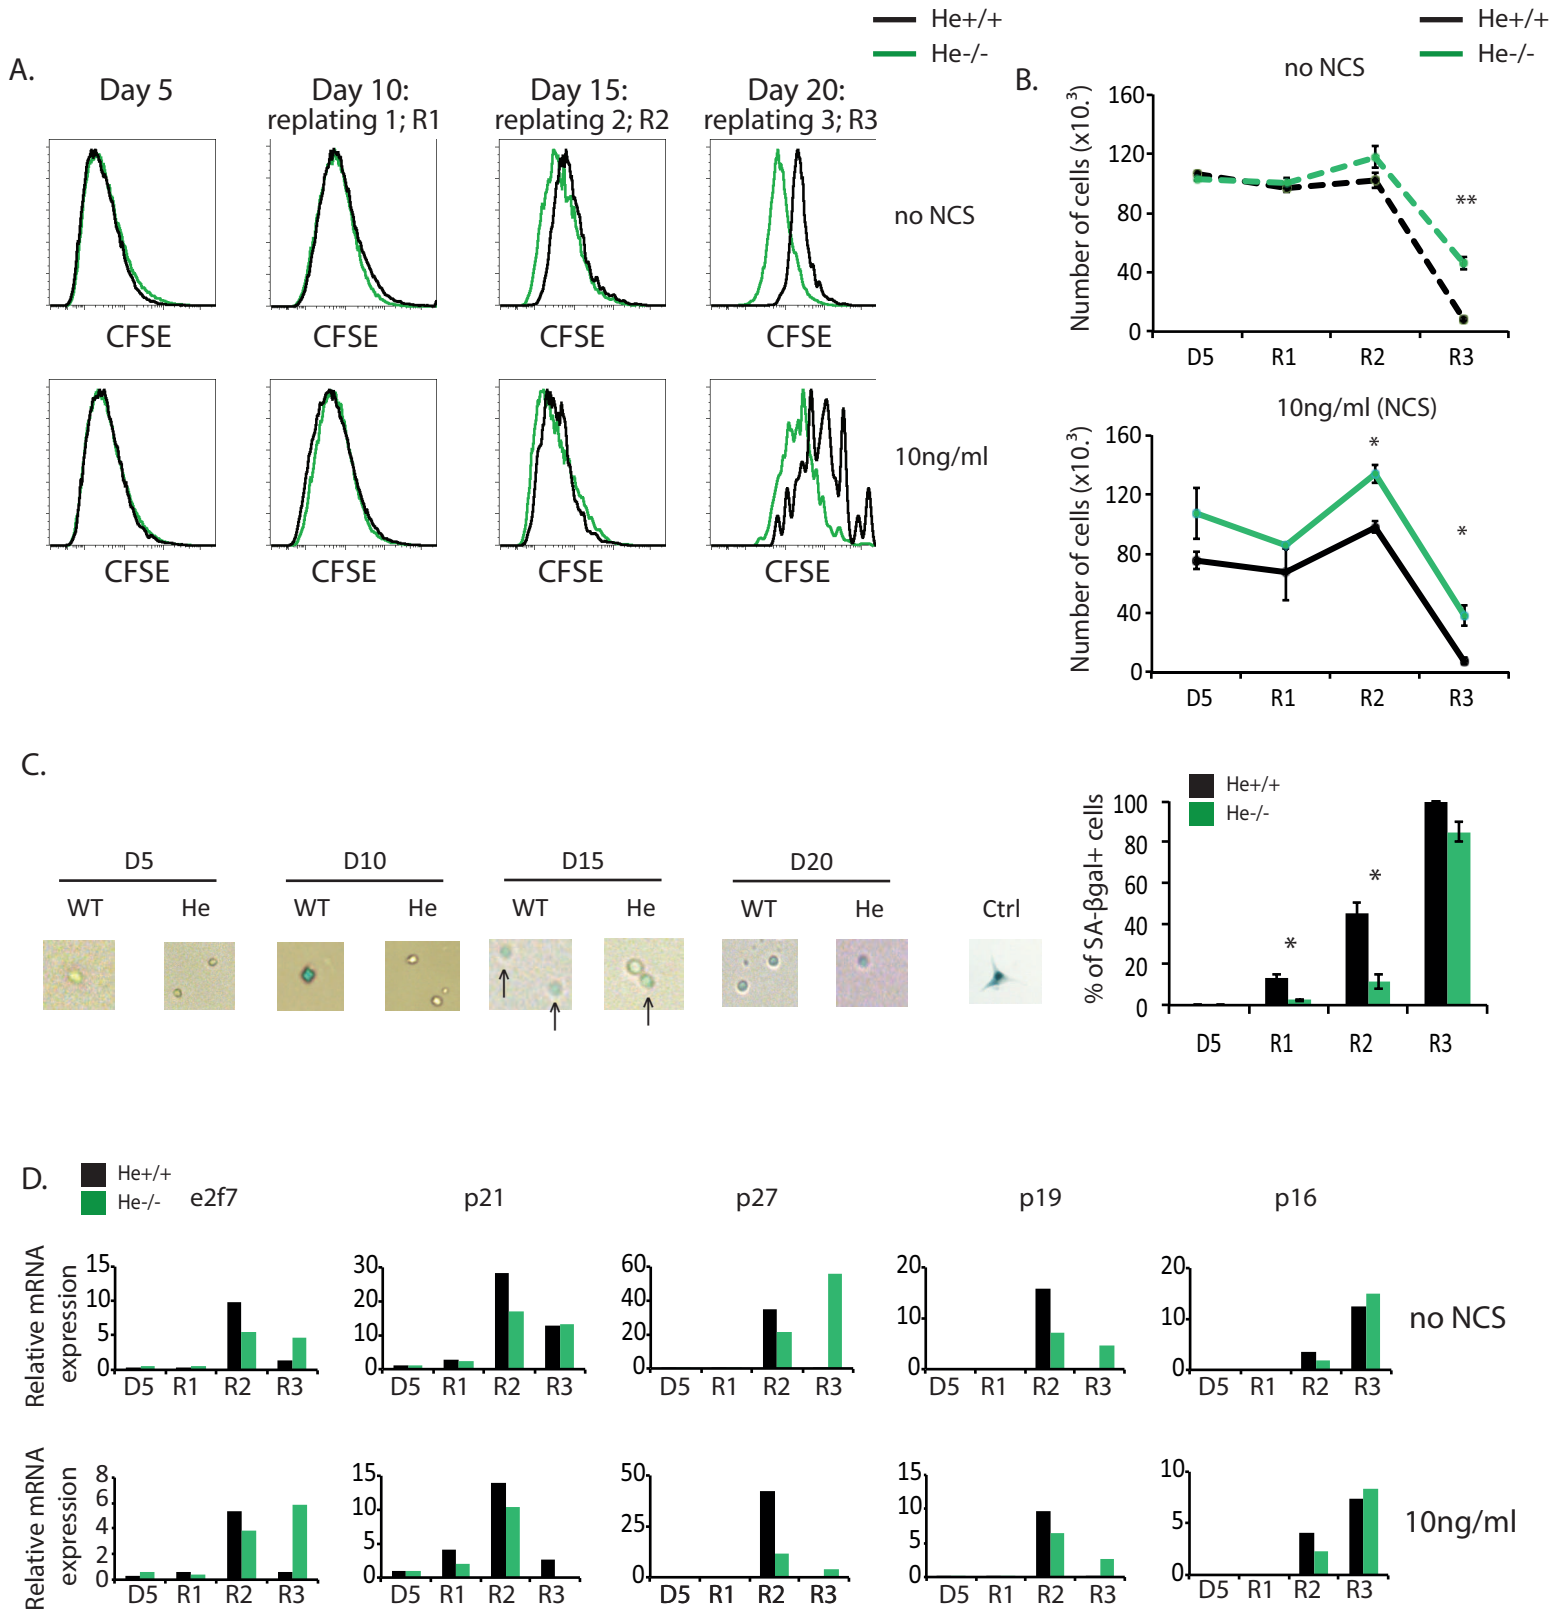 He+/+
He-/-
He+/+
He-/-
A.
Day 5
Day 10:
replating 1; R1
Day 15:
replating 2; R2
Day 20:
replating 3; R3
CFSE
CFSE
CFSE
CFSE
no NCS
CFSE
CFSE
CFSE
CFSE
10ng/ml
B.
no NCS
Number of cells (x10.³)
160
120
80
40
0
**
D5
R1
R2
R3
10ng/ml (NCS)
Number of cells (x10.³)
160
120
80
40
0
*
*
D5
R1
R2
R3
C.
D5
D10
D15
D20
WT
He
WT
He
WT
He
WT
He
Ctrl
He+/+
He-/-
% of SA-βgal+ cells
100
80
60
40
20
0
*
*
D5
R1
R2
R3
D.
He+/+
He-/-
e2f7
p21
p27
p19
p16
Relative mRNA
expression
15
10
5
0
D5 R1 R2 R3
30
20
10
0
D5 R1 R2 R3
60
40
20
0
D5 R1 R2 R3
20
10
0
D5 R1 R2 R3
20
10
0
D5 R1 R2 R3
no NCS
Relative mRNA
expression
8
6
4
2
0
D5 R1 R2 R3
15
10
5
0
D5 R1 R2 R3
50
25
0
D5 R1 R2 R3
15
10
5
0
D5 R1 R2 R3
10
5
0
D5 R1 R2 R3
10ng/ml